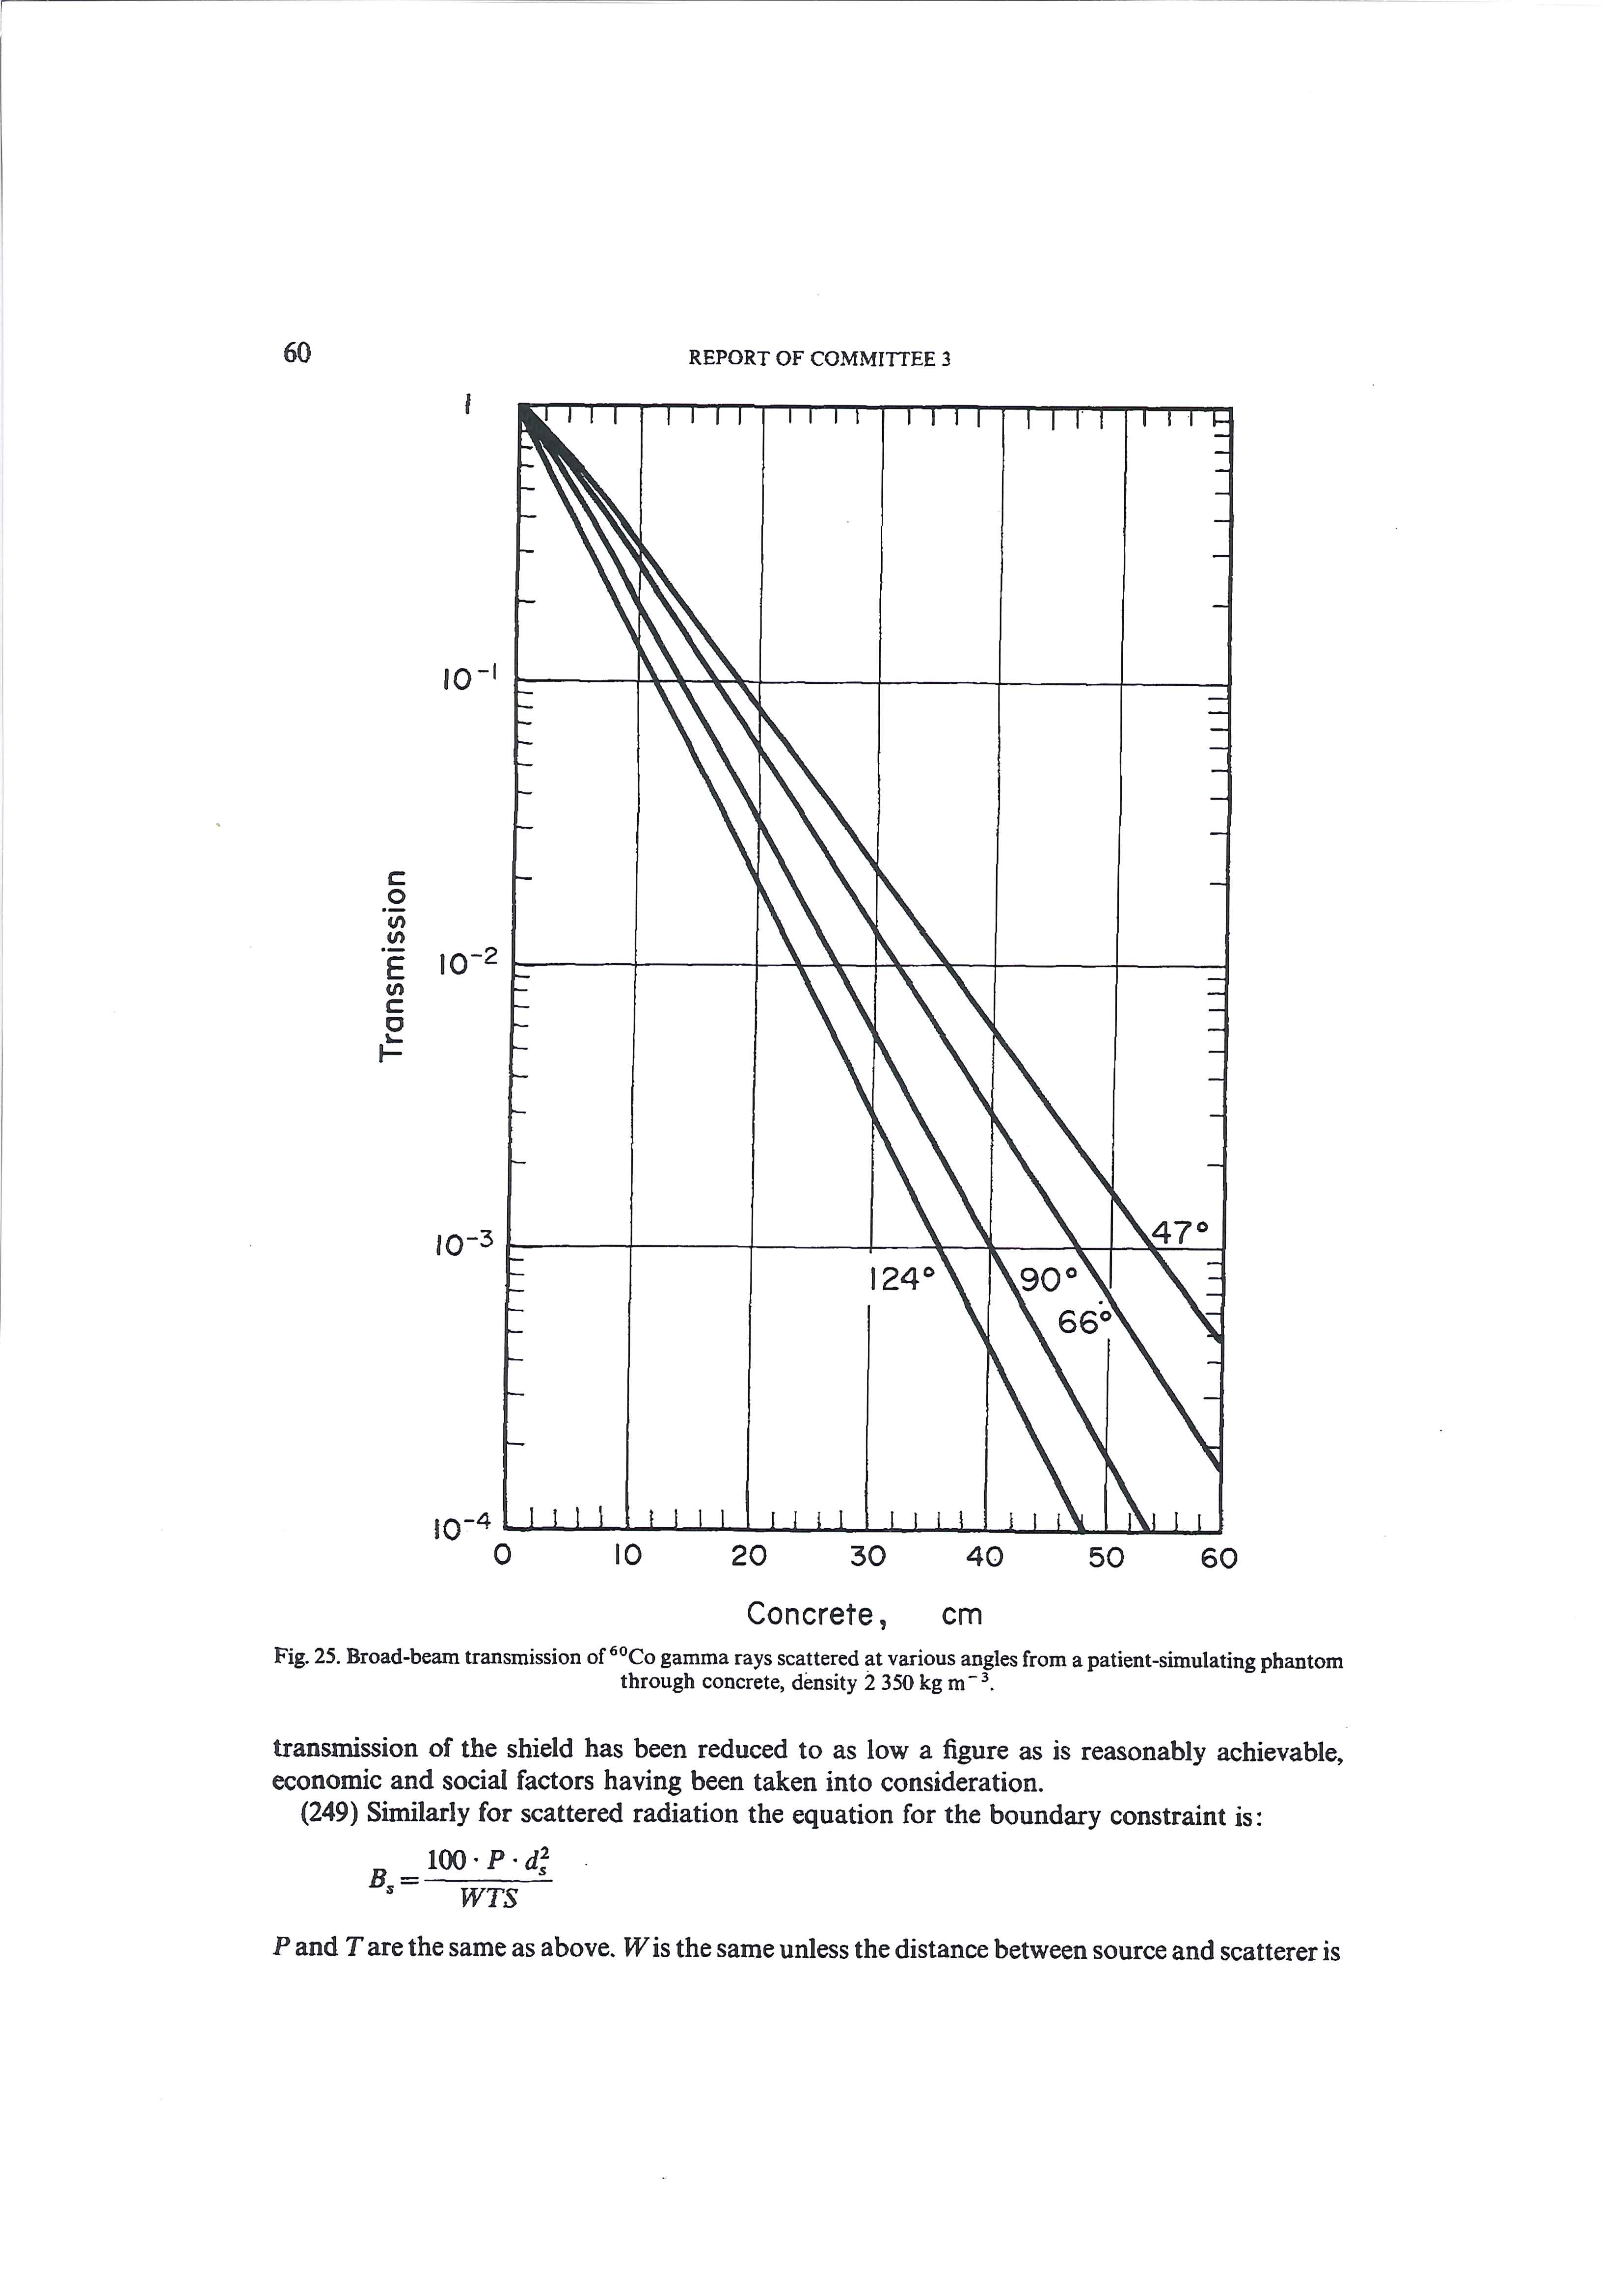 60
REPORT OF COMMITTEE 3
1
10⁻¹
10⁻²
10⁻³
10⁻⁴
Transmission
47°
124°
90°
66°
0 10 20 30 40 50 60
Concrete, cm
Fig. 25. Broad-beam transmission of ⁶⁰Co gamma rays scattered at various angles from a patient-simulating phantom
through concrete, density 2 350 kg m⁻³.
transmission of the shield has been reduced to as low a figure as is reasonably achievable,
economic and social factors having been taken into consideration.
(249) Similarly for scattered radiation the equation for the boundary constraint is:
Bₛ = 100 · P · dₛ² / WTS
P and T are the same as above. W is the same unless the distance between source and scatterer is